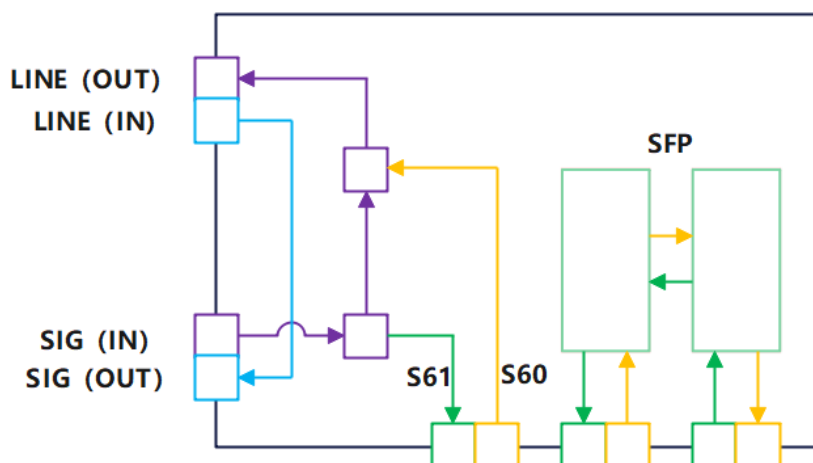 LINE (OUT)
LINE (IN)
SFP
SIG (IN)
SIG (OUT)
S61
S60